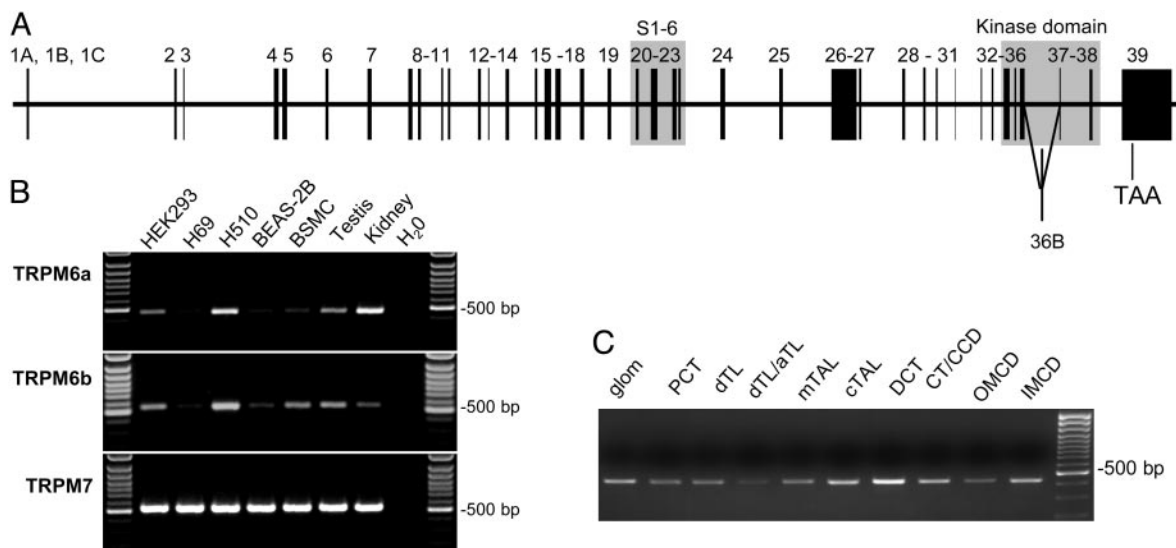 A
S1-6
Kinase domain
1A, 1B, 1C 2 3 4 5 6 7 8-11 12-14 15 -18 19 20-23 24 25 26-27 28 - 31 32-36 37-38 39
TAA
36B
B
HEK293 H69 H510 BEAS-2B BSMC Testis Kidney H20
TRPM6a
-500 bp
TRPM6b
-500 bp
TRPM7
-500 bp
C
glom PCT dTL dTL/aTL mTAL cTAL DCT CT/CCD OMCD IMCD
-500 bp